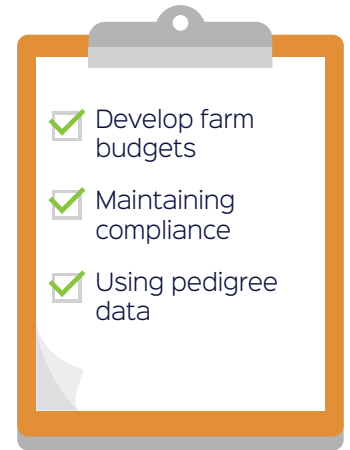 Develop farm
budgets
Maintaining
compliance
Using pedigree
data